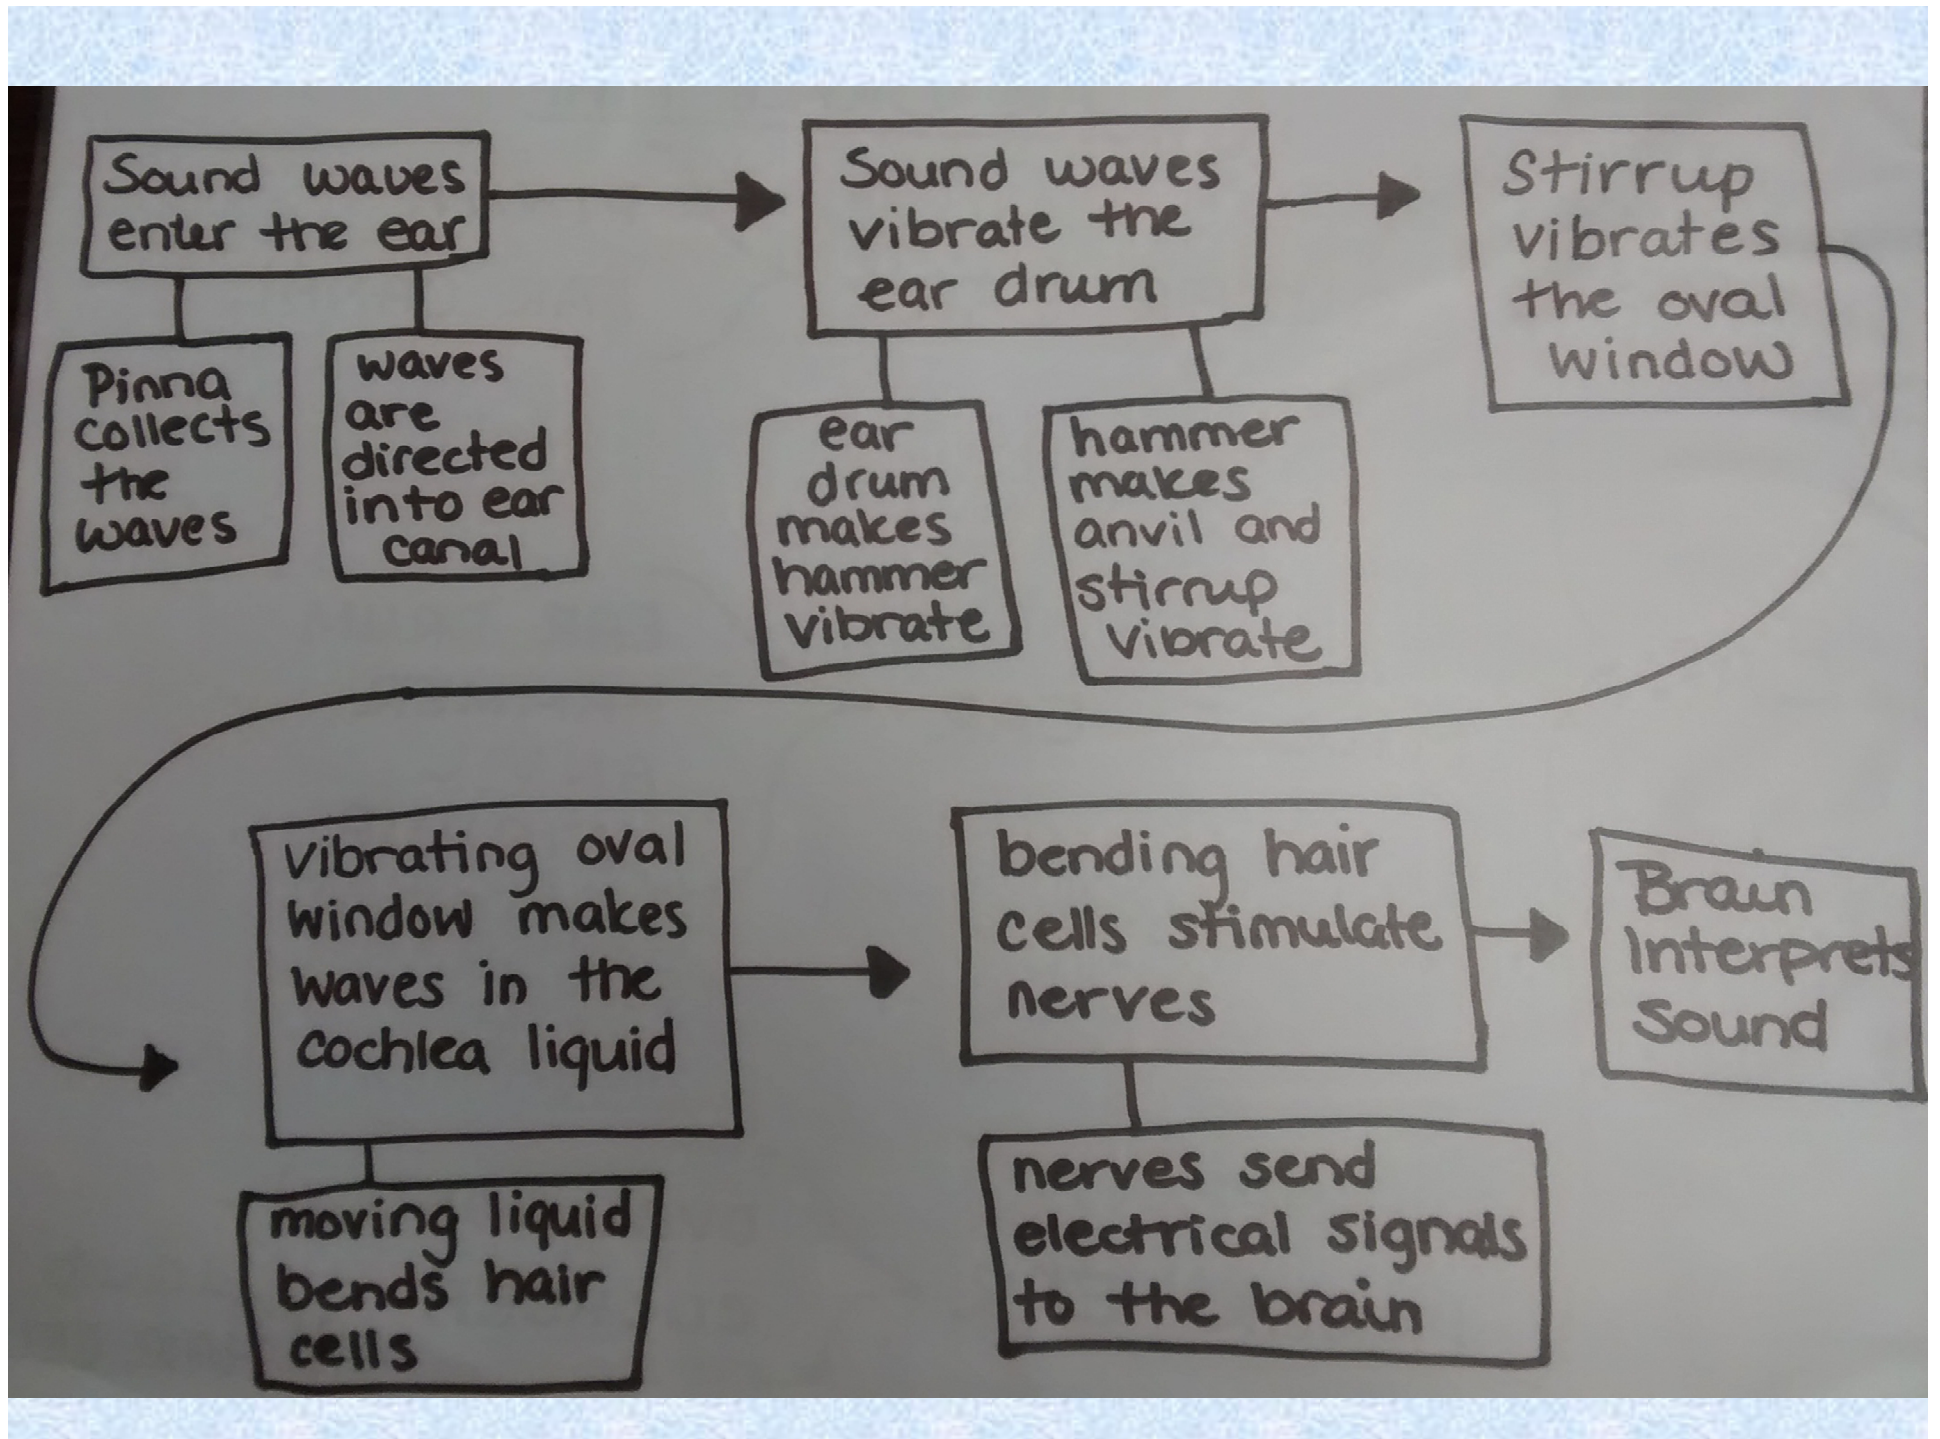 Sound waves
enter the ear
Pinna
collects
the
waves
waves
are
directed
into ear
canal
Sound waves
vibrate the
ear drum
ear
drum
makes
hammer
vibrate
hammer
makes
anvil and
stirrup
vibrate
Stirrup
vibrates
the oval
window
vibrating oval
window makes
waves in the
cochlea liquid
moving liquid
bends hair
cells
bending hair
cells stimulate
nerves
nerves send
electrical signals
to the brain
Brain
Interprets
Sound